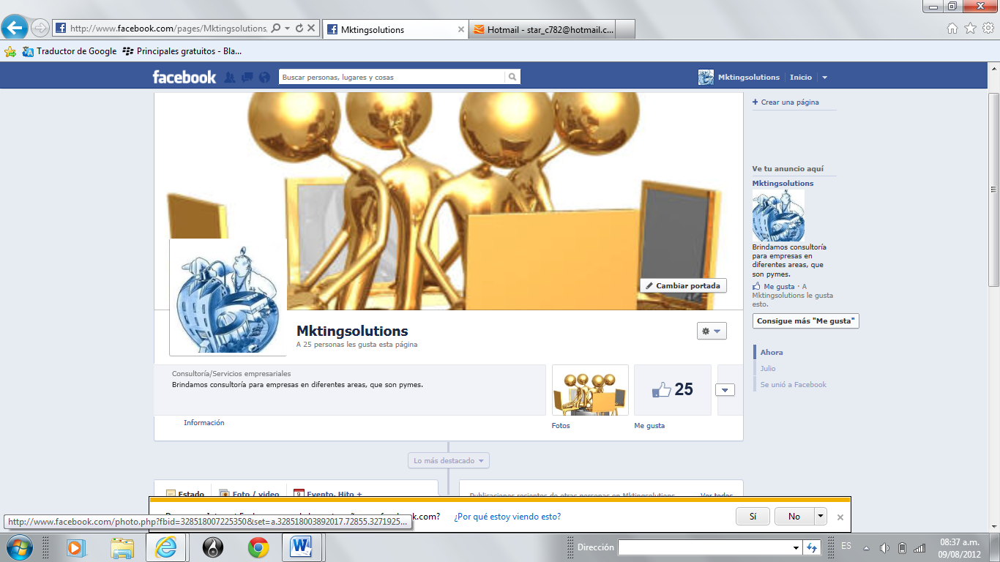 http://www.facebook.com/pages/Mktingsolutions
Mktingsolutions
Hotmail - star_c782@hotmail.c...
Traductor de Google
Principales gratuitos - Bla...
facebook
Buscar personas, lugares y cosas
Mktingsolutions
Inicio
+ Crear una página
Ve tu anuncio aquí
Mktingsolutions
Brindamos consultoría
para empresas en
diferentes areas, que
son pymes.
Me gusta · A
Mktingsolutions le gusta
esto.
Consigue más "Me gusta"
Ahora
Julio
Se unió a Facebook
Cambiar portada
Mktingsolutions
A 25 personas les gusta esta página
Consultoría/Servicios empresariales
Brindamos consultoría para empresas en diferentes areas, que son pymes.
25
Información
Fotos
Me gusta
Lo más destacado
Estado
Foto / video
9
Evento, Hito +
Publicaciones recientes de otras personas en Mktingsolutions
Ver todas
¿Por qué estoy viendo esto?
Sí
No
http://www.facebook.com/photo.php?fbid=328518007225350&set=a.328518003892017.72855.3271925...
W
Dirección
ES
08:37 a.m.
09/08/2012